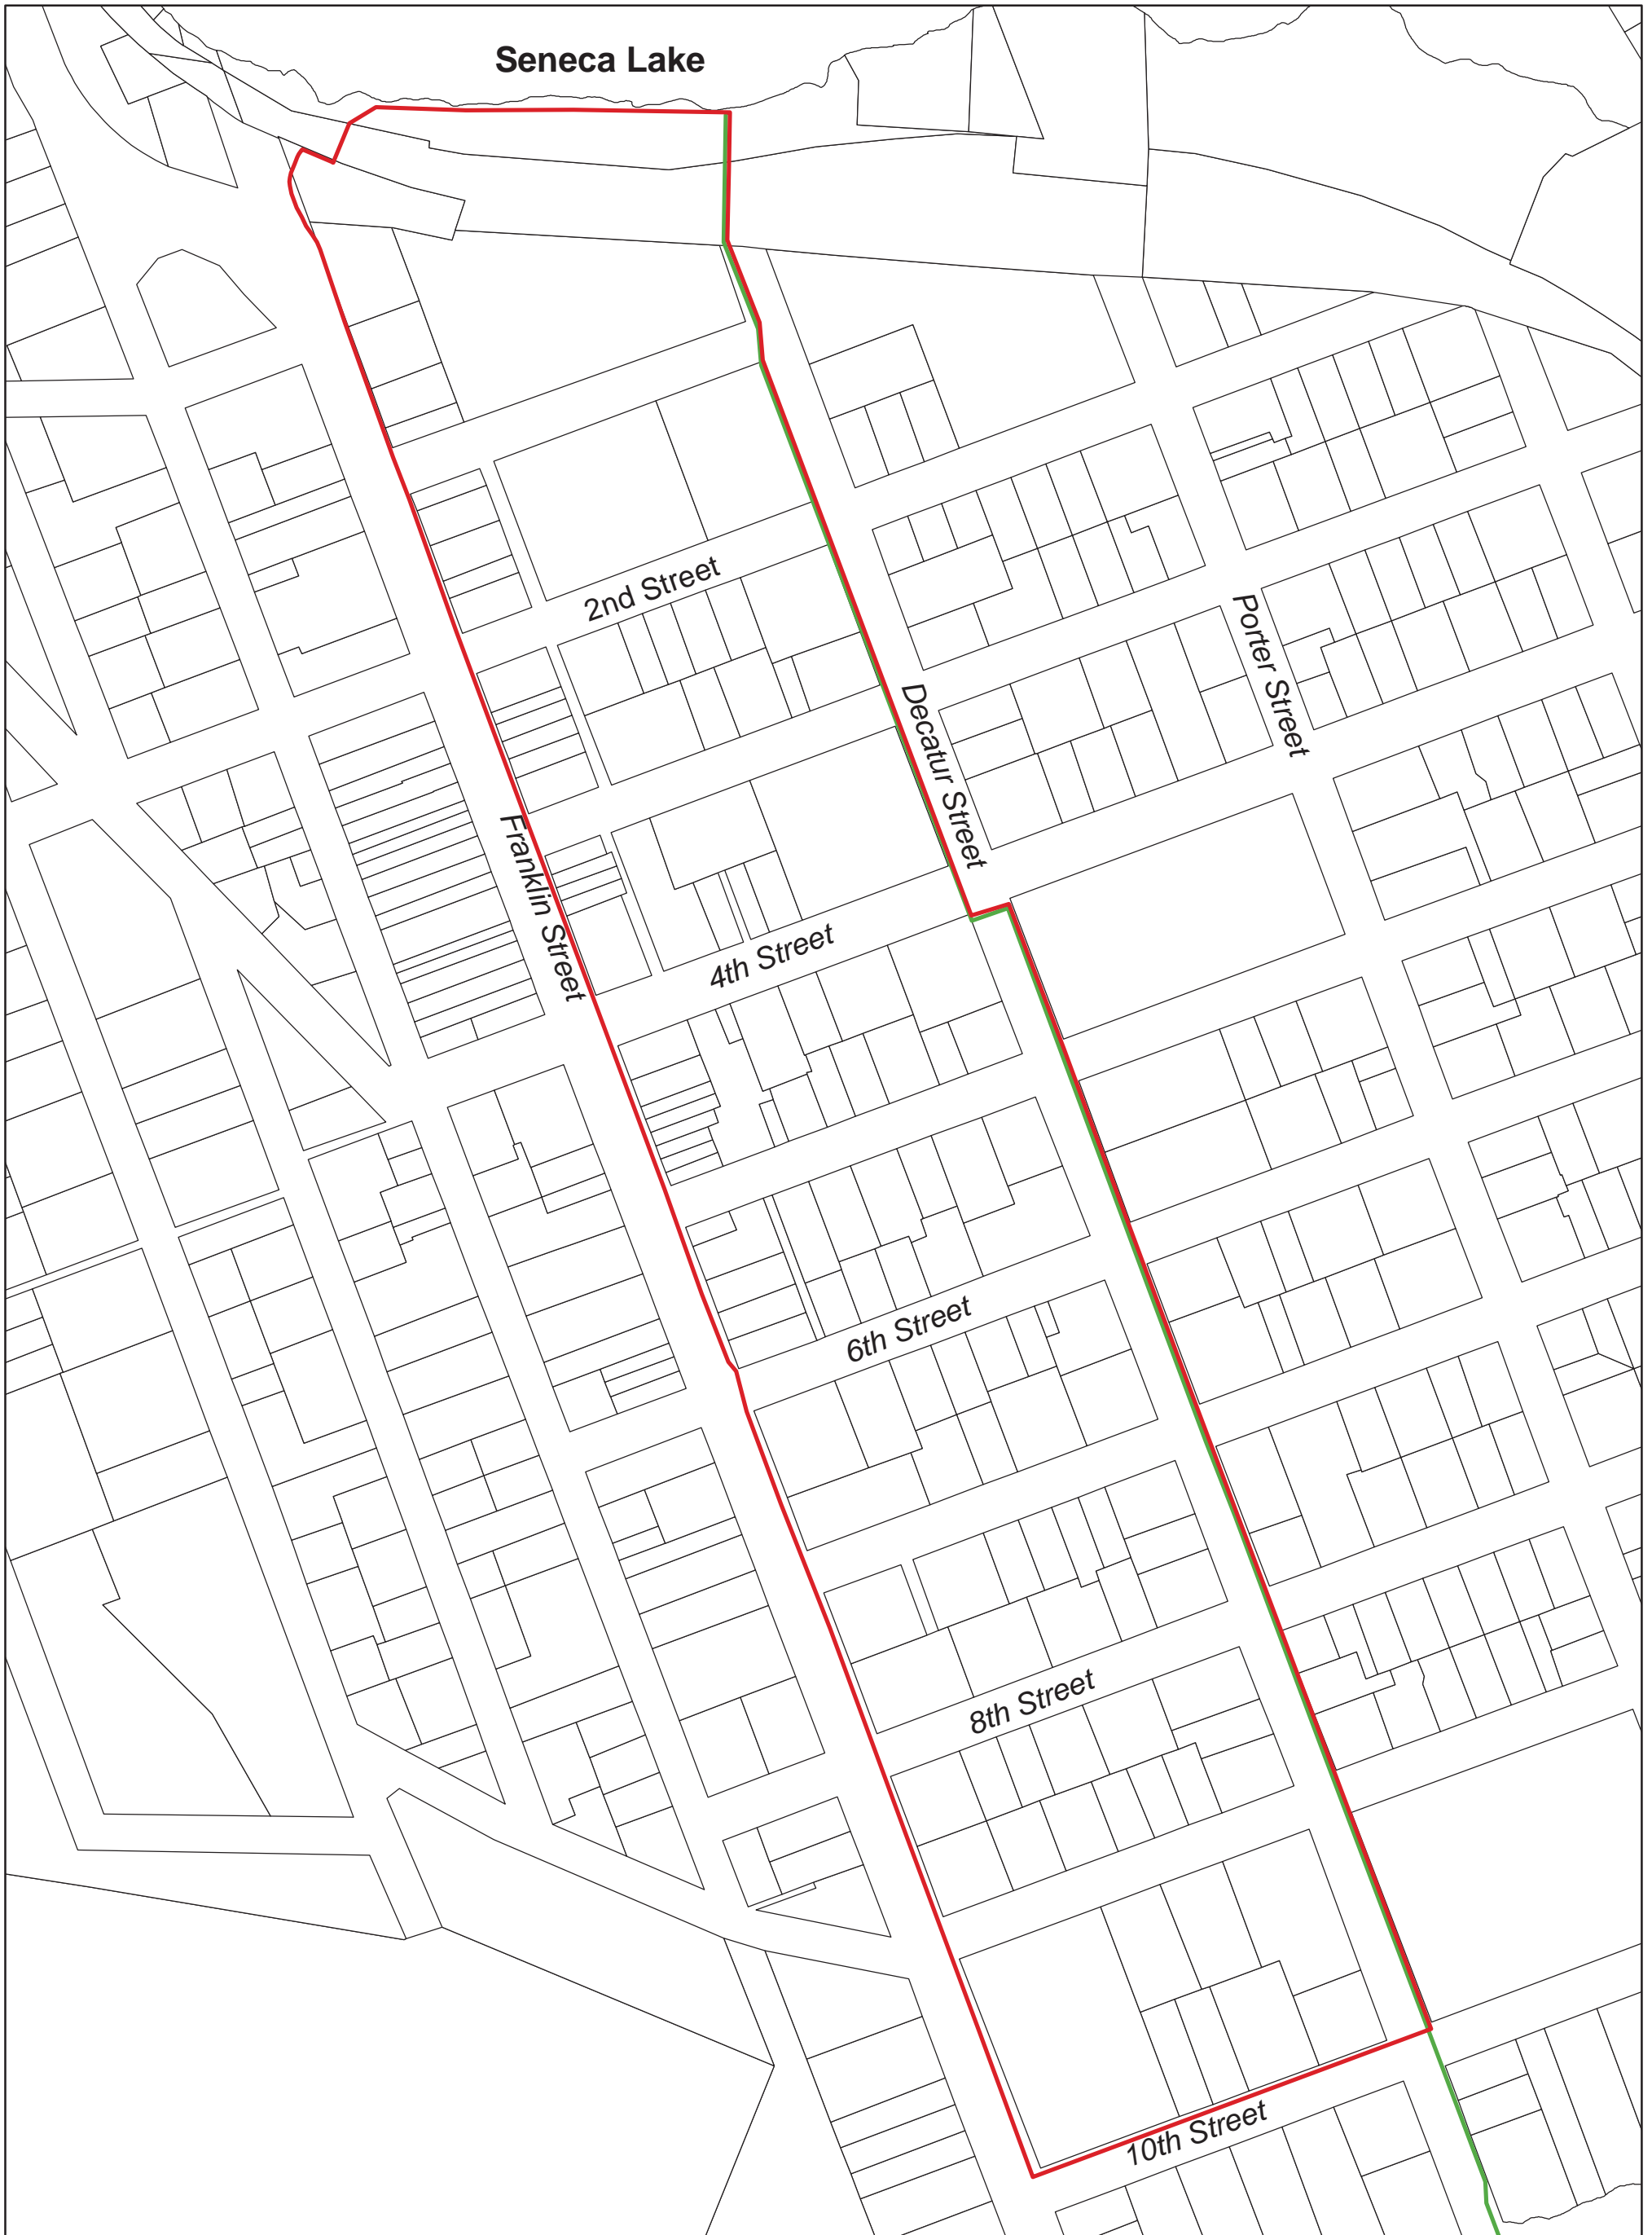 Seneca Lake
2nd Street
Porter Street
Decatur Street
Franklin Street
4th Street
6th Street
8th Street
10th Street